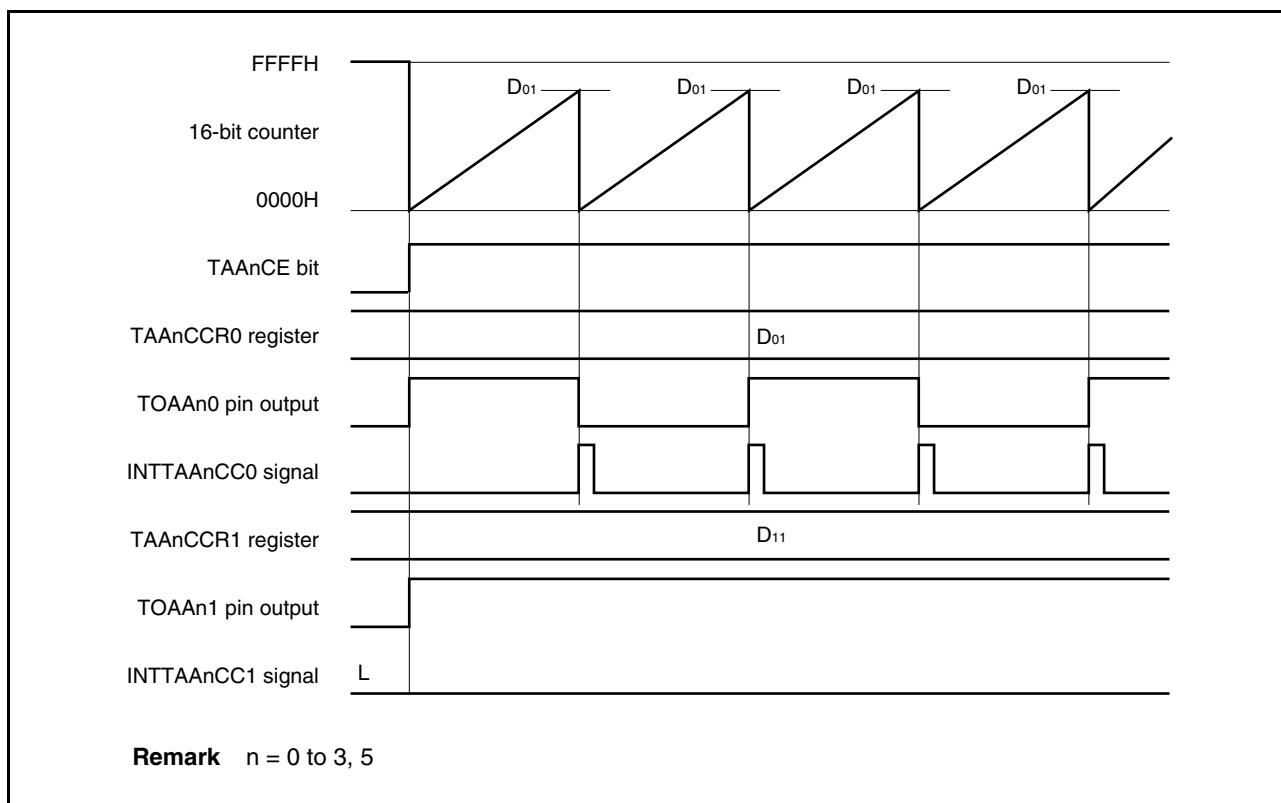 FFFFH
D01 D01 D01 D01
16-bit counter
0000H
TAAnCE bit
TAAnCCR0 register
D01
TOAAn0 pin output
INTTAAnCC0 signal
TAAnCCR1 register
D11
TOAAn1 pin output
INTTAAnCC1 signal L
Remark n = 0 to 3, 5